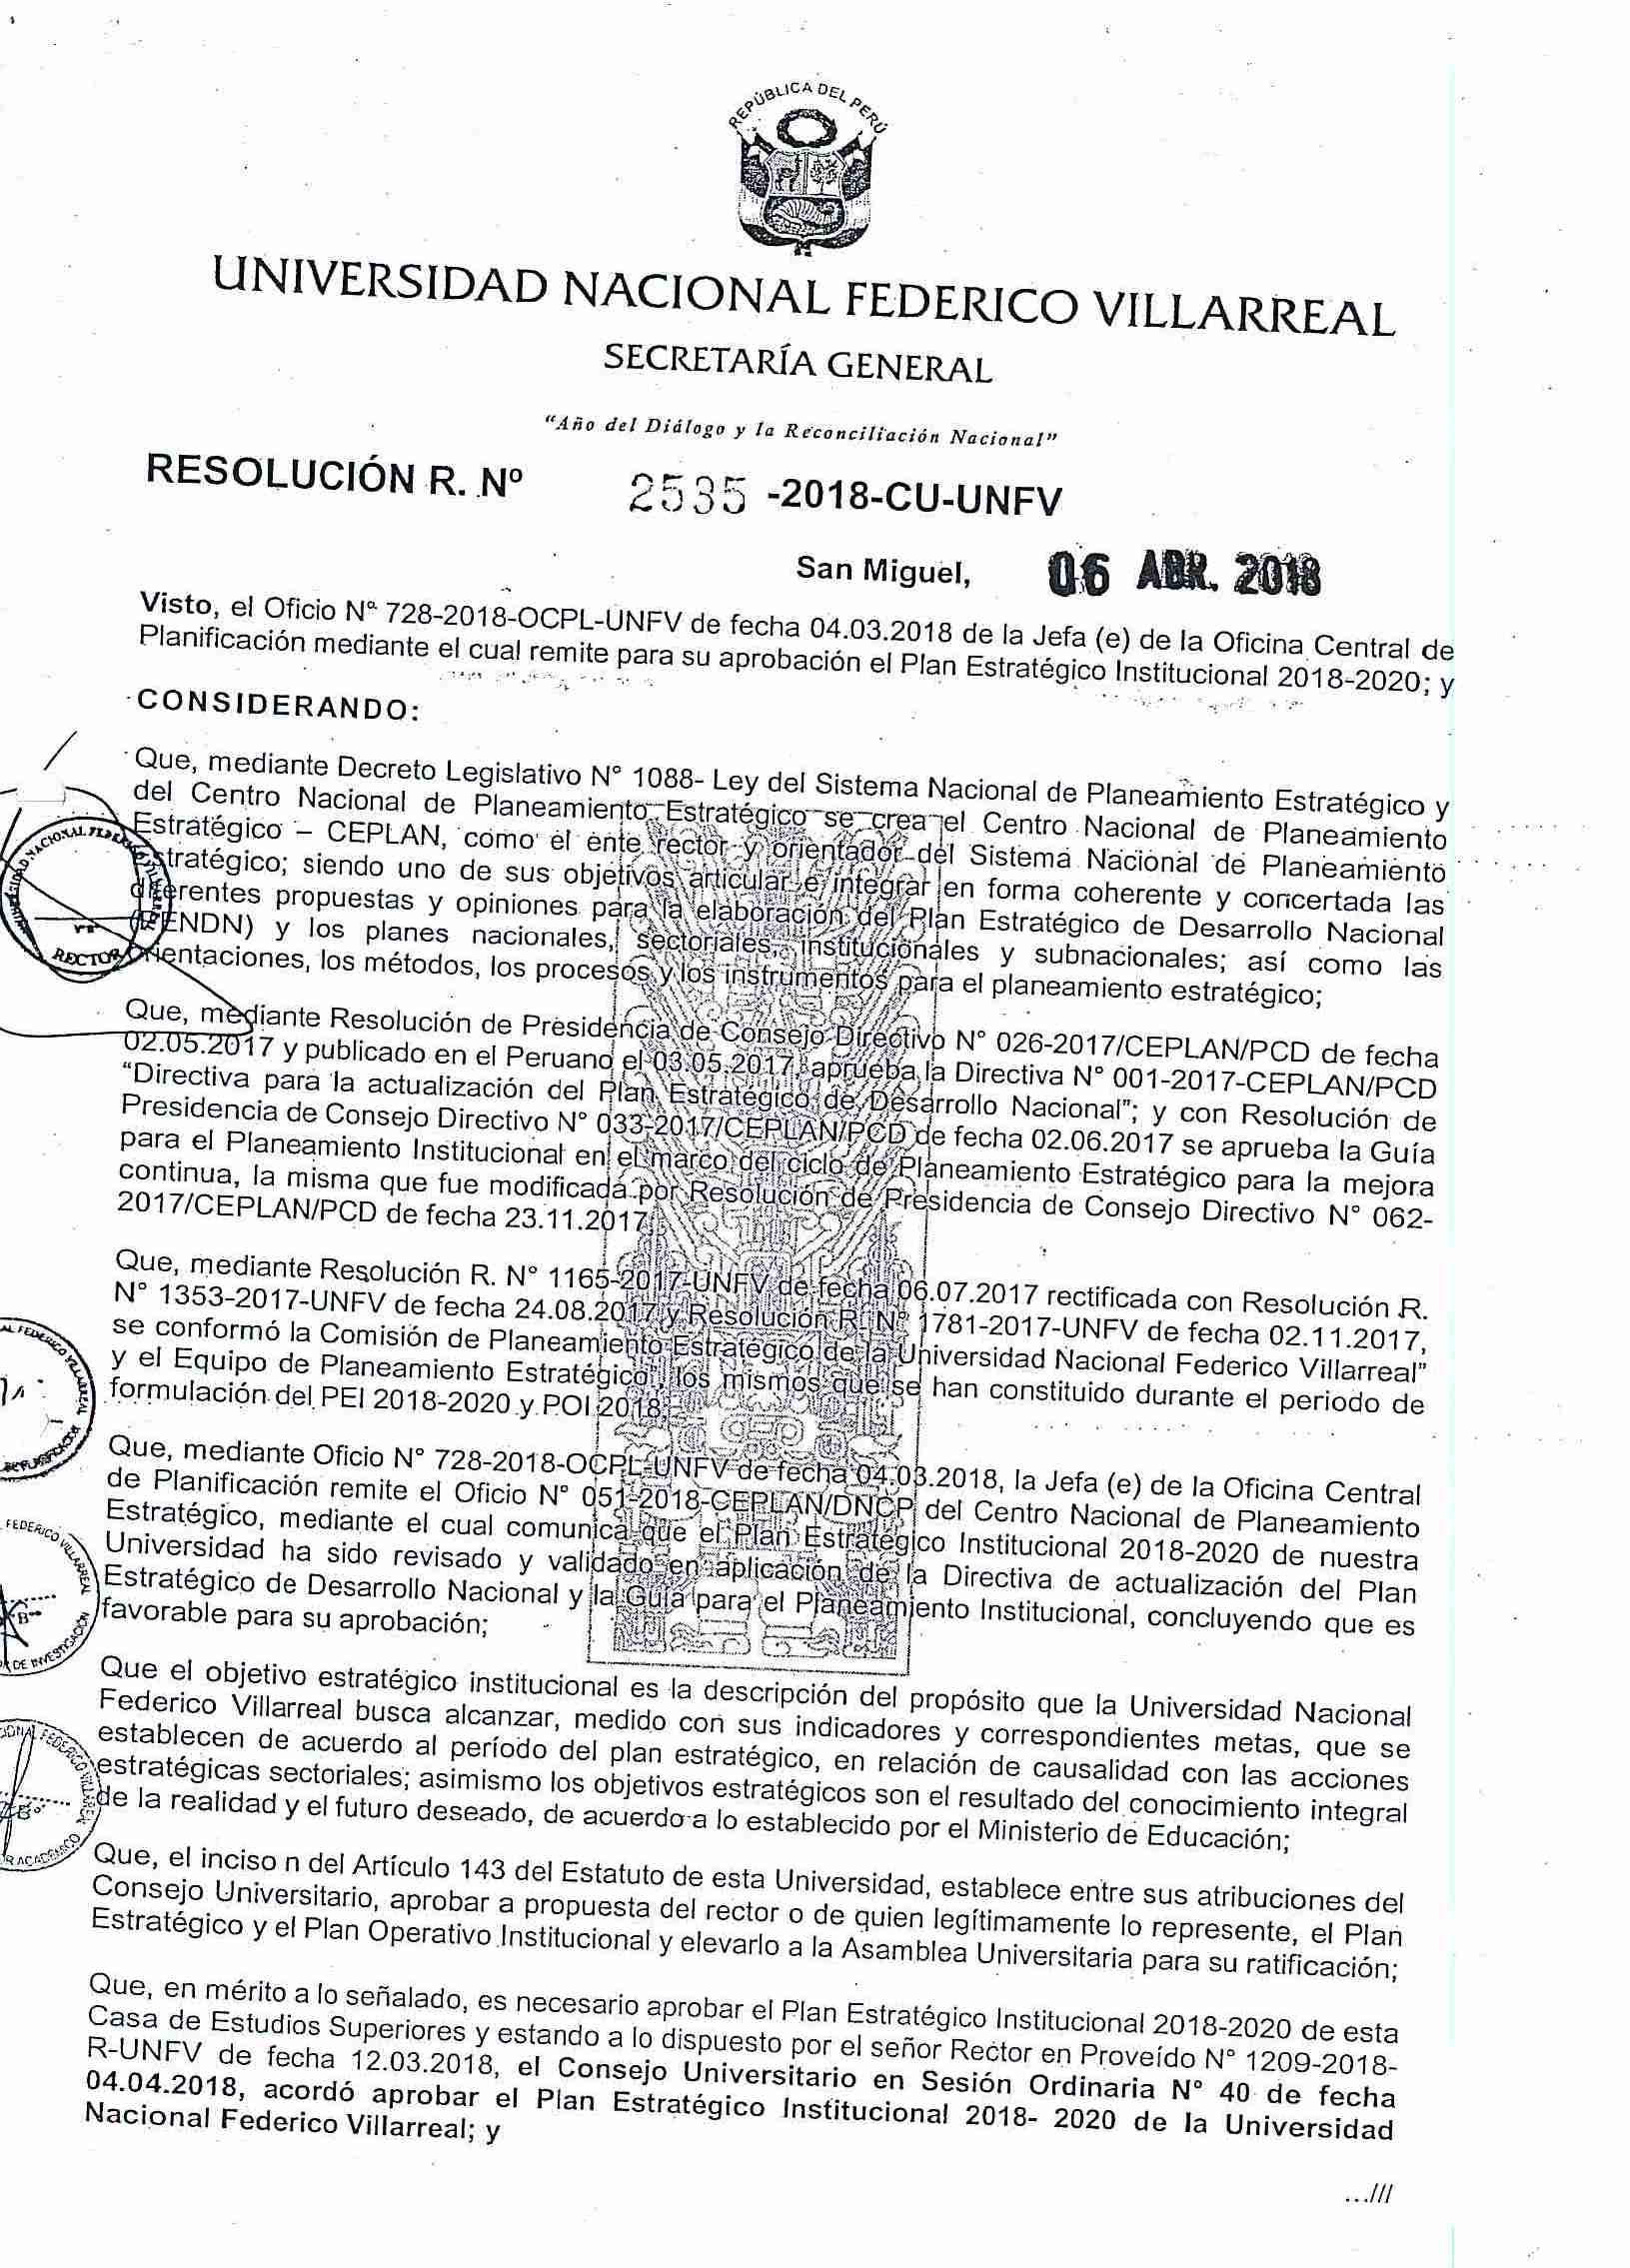 REPÚBLICA DEL PERÚ
UNIVERSIDAD NACIONAL FEDERICO VILLARREAL
SECRETARÍA GENERAL
"Año del Diálogo y la Reconciliación Nacional"
RESOLUCIÓN R. Nº 2535 -2018-CU-UNFV
San Miguel, 06 ABR. 2018
Visto, el Oficio Nº 728-2018-OCPL-UNFV de fecha 04.03.2018 de la Jefa (e) de la Oficina Central de
Planificación mediante el cual remite para su aprobación el Plan Estratégico Institucional 2018-2020; y
CONSIDERANDO:
Que, mediante Decreto Legislativo N° 1088- Ley del Sistema Nacional de Planeamiento Estratégico y
del Centro Nacional de Planeamiento Estratégico se crea el Centro Nacional de Planeamiento
Estratégico – CEPLAN, como el ente rector y orientador del Sistema Nacional de Planeamiento
Estratégico; siendo uno de sus objetivos articular e integrar en forma coherente y concertada las
diferentes propuestas y opiniones para la elaboración del Plan Estratégico de Desarrollo Nacional
(PENDN) y los planes nacionales, sectoriales, institucionales y subnacionales; así como las
orientaciones, los métodos, los procesos y los instrumentos para el planeamiento estratégico;
Que, mediante Resolución de Presidencia de Consejo Directivo N° 026-2017/CEPLAN/PCD de fecha
02.05.2017 y publicado en el Peruano el 03.05.2017, aprueba la Directiva N° 001-2017-CEPLAN/PCD
"Directiva para la actualización del Plan Estratégico de Desarrollo Nacional"; y con Resolución de
Presidencia de Consejo Directivo N° 033-2017/CEPLAN/PCD de fecha 02.06.2017 se aprueba la Guía
para el Planeamiento Institucional en el marco del ciclo de Planeamiento Estratégico para la mejora
continua, la misma que fue modificada por Resolución de Presidencia de Consejo Directivo N° 062-
2017/CEPLAN/PCD de fecha 23.11.2017
Que, mediante Resolución R. N° 1165-2017-UNFV de fecha 06.07.2017 rectificada con Resolución R.
N° 1353-2017-UNFV de fecha 24.08.2017 y Resolución R. N° 1781-2017-UNFV de fecha 02.11.2017,
se conformó la Comisión de Planeamiento Estratégico de la Universidad Nacional Federico Villarreal"
y el Equipo de Planeamiento Estratégico, los mismos que se han constituido durante el periodo de
formulación del PEI 2018-2020 y POI 2018;
Que, mediante Oficio N° 728-2018-OCPL-UNFV de fecha 04.03.2018, la Jefa (e) de la Oficina Central
de Planificación remite el Oficio N° 051-2018-CEPLAN/DNCP del Centro Nacional de Planeamiento
Estratégico, mediante el cual comunica que el Plan Estratégico Institucional 2018-2020 de nuestra
Universidad ha sido revisado y validado en aplicación de la Directiva de actualización del Plan
Estratégico de Desarrollo Nacional y la Guía para el Planeamiento Institucional, concluyendo que es
favorable para su aprobación;
Que el objetivo estratégico institucional es la descripción del propósito que la Universidad Nacional
Federico Villarreal busca alcanzar, medido con sus indicadores y correspondientes metas, que se
establecen de acuerdo al período del plan estratégico, en relación de causalidad con las acciones
estratégicas sectoriales; asimismo los objetivos estratégicos son el resultado del conocimiento integral
de la realidad y el futuro deseado, de acuerdo a lo establecido por el Ministerio de Educación;
Que, el inciso n del Artículo 143 del Estatuto de esta Universidad, establece entre sus atribuciones del
Consejo Universitario, aprobar a propuesta del rector o de quien legítimamente lo represente, el Plan
Estratégico y el Plan Operativo Institucional y elevarlo a la Asamblea Universitaria para su ratificación;
Que, en mérito a lo señalado, es necesario aprobar el Plan Estratégico Institucional 2018-2020 de esta
Casa de Estudios Superiores y estando a lo dispuesto por el señor Rector en Proveído N° 1209-2018-
R-UNFV de fecha 12.03.2018, el Consejo Universitario en Sesión Ordinaria N° 40 de fecha
04.04.2018, acordó aprobar el Plan Estratégico Institucional 2018- 2020 de la Universidad
Nacional Federico Villarreal; y
...///